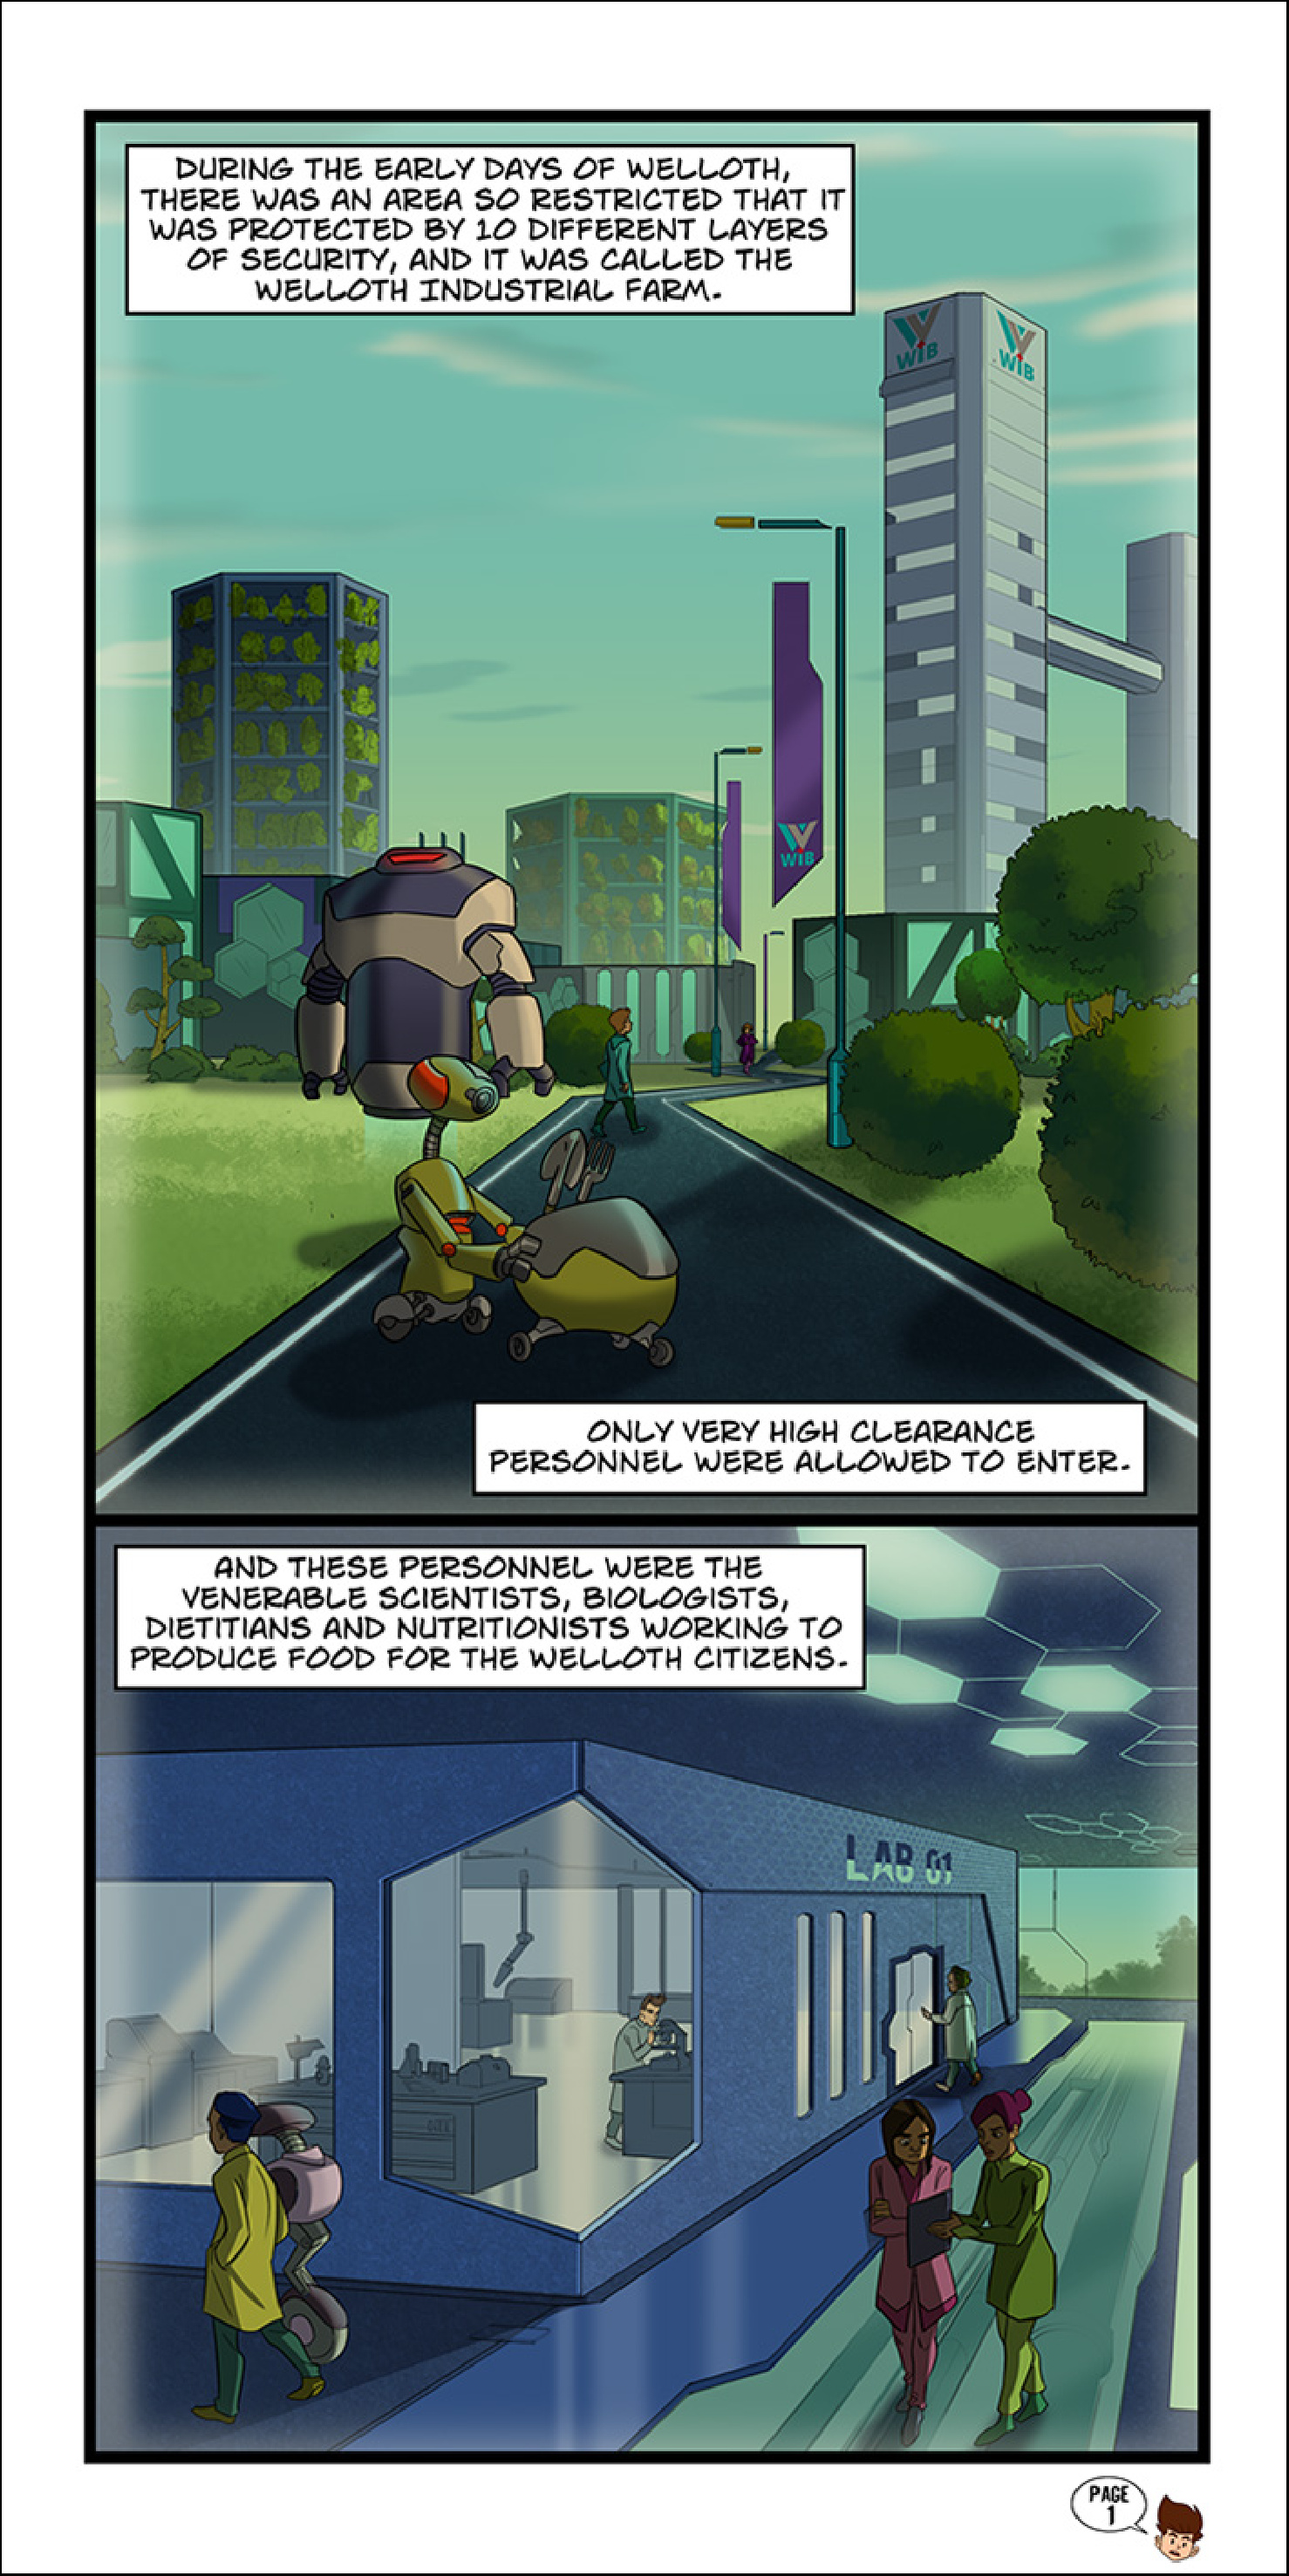 DURING THE EARLY DAYS OF WELLOTH,
THERE WAS AN AREA SO RESTRICTED THAT IT
WAS PROTECTED BY 10 DIFFERENT LAYERS
OF SECURITY, AND IT WAS CALLED THE
WELLOTH INDUSTRIAL FARM.
WIB
WIB
WIB
ONLY VERY HIGH CLEARANCE
PERSONNEL WERE ALLOWED TO ENTER.
AND THESE PERSONNEL WERE THE
VENERABLE SCIENTISTS, BIOLOGISTS,
DIETITIANS AND NUTRITIONISTS WORKING TO
PRODUCE FOOD FOR THE WELLOTH CITIZENS.
LAB 01
PAGE
1